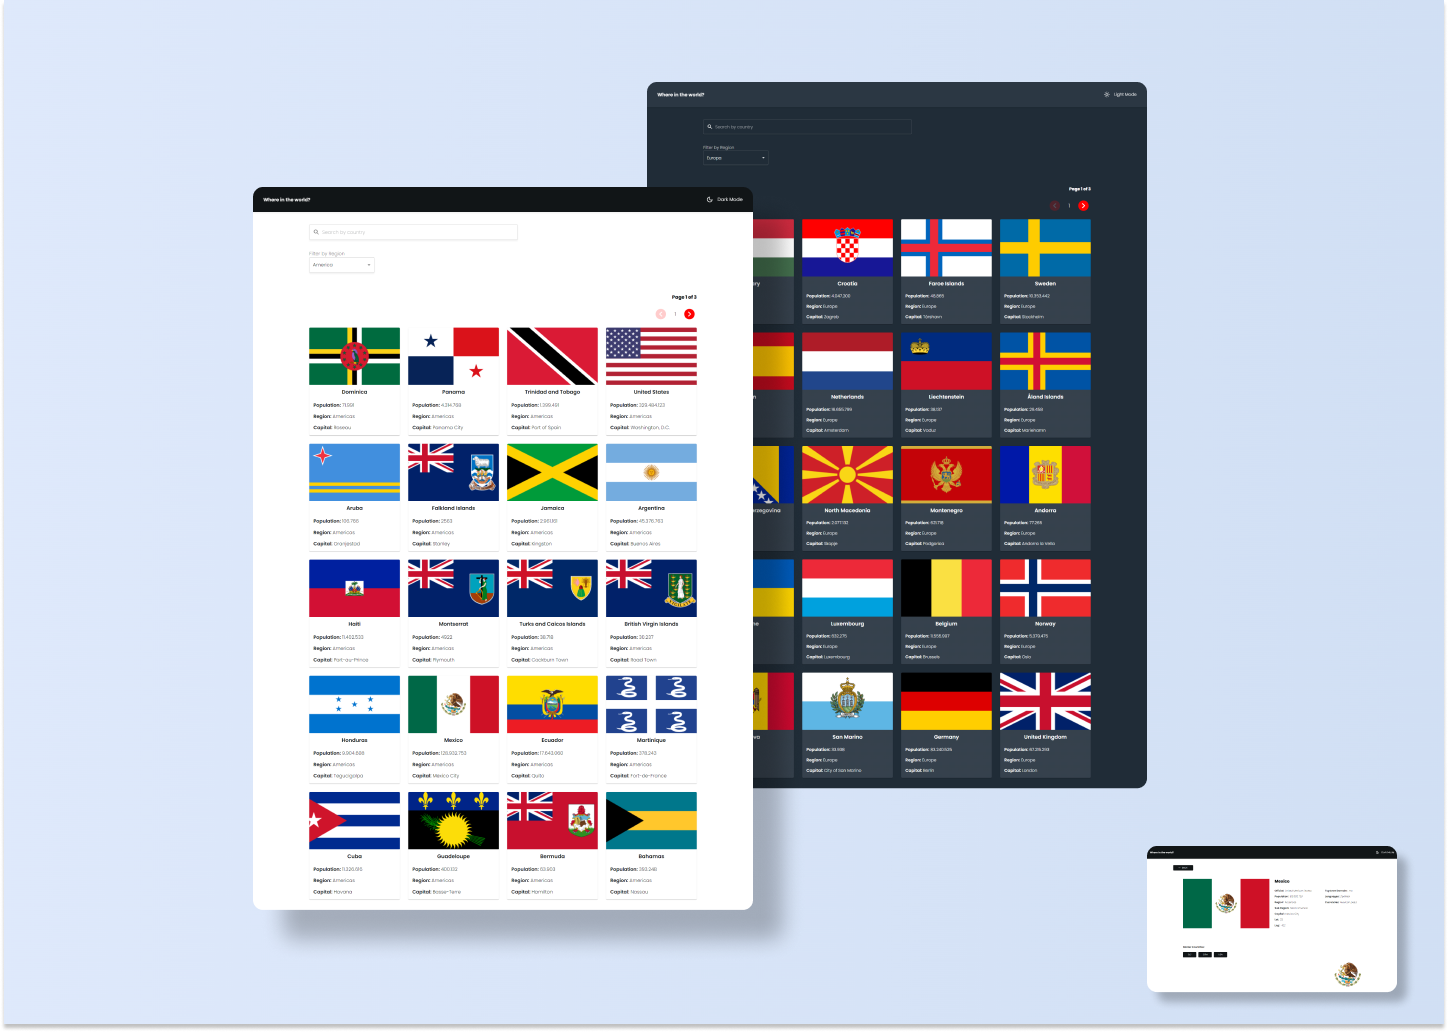 Where in the world?
Light Mode
Search by country
Filter by Region
Europe
Page 1 of 3
1
Croatia
Population: 4,047,200
Region: Europe
Capital: Zagreb
Faroe Islands
Population: 48,865
Region: Europe
Capital: Tórshavn
Sweden
Population: 10,353,442
Region: Europe
Capital: Stockholm
Netherlands
Region: Europe
Capital: Amsterdam
Liechtenstein
Population: 38,137
Region: Europe
Capital: Vaduz
Åland Islands
Population: 29,458
Region: Europe
Capital: Mariehamn
North Macedonia
Region: Europe
Capital: Skopje
Montenegro
Population: 621,718
Region: Europe
Capital: Podgorica
Andorra
Population: 77,265
Region: Europe
Capital: Andorra la Vella
Luxembourg
Population: 632,275
Region: Europe
Capital: Luxembourg
Belgium
Region: Europe
Capital: Brussels
Norway
Population: 5,379,475
Region: Europe
Capital: Oslo
San Marino
Population: 33,938
Region: Europe
Capital: City of San Marino
Germany
Population: 83,240,525
Region: Europe
Capital: Berlin
United Kingdom
Population: 67,215,293
Region: Europe
Capital: London
Where in the world?
Dark Mode
Search by country
Filter by Region
America
Page 1 of 3
1
Dominica
Population: 71,991
Region: Americas
Capital: Roseau
Panama
Population: 4,314,768
Region: Americas
Capital: Panama City
Trinidad and Tobago
Population: 1,399,491
Region: Americas
Capital: Port of Spain
United States
Population: 329,484,123
Region: Americas
Capital: Washington, D.C.
Aruba
Population: 106,766
Region: Americas
Capital: Oranjestad
Falkland Islands
Population: 2563
Region: Americas
Capital: Stanley
Jamaica
Population: 2,961,161
Region: Americas
Capital: Kingston
Argentina
Population: 45,376,763
Region: Americas
Capital: Buenos Aires
Haiti
Population: 11,402,533
Region: Americas
Capital: Port-au-Prince
Montserrat
Population: 4922
Region: Americas
Capital: Plymouth
Turks and Caicos Islands
Population: 38,718
Region: Americas
Capital: Cockburn Town
British Virgin Islands
Population: 30,237
Region: Americas
Capital: Road Town
Honduras
Population: 9,904,608
Region: Americas
Capital: Tegucigalpa
Mexico
Population: 128,932,753
Region: Americas
Capital: Mexico City
Ecuador
Population: 17,643,060
Region: Americas
Capital: Quito
Martinique
Population: 378,243
Region: Americas
Capital: Fort-de-France
Cuba
Population: 11,326,616
Region: Americas
Capital: Havana
Guadeloupe
Population: 400,132
Region: Americas
Capital: Basse-Terre
Bermuda
Population: 63,903
Region: Americas
Capital: Hamilton
Bahamas
Population: 393,248
Region: Americas
Capital: Nassau
Where in the world?
Mexico